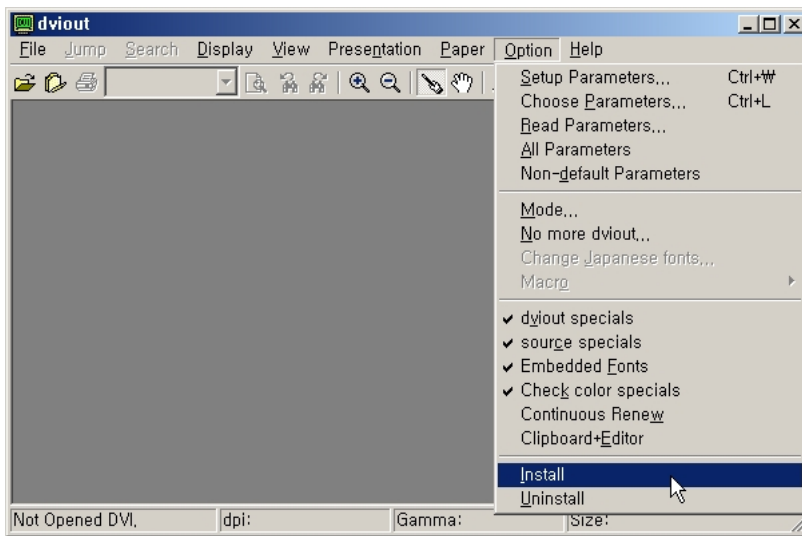 dviout
File Jump Search Display View Presentation Paper Option Help
Setup Parameters,,, Ctrl+₩
Choose Parameters,,, Ctrl+L
Read Parameters,,,
All Parameters
Non-default Parameters
Mode,,,
No more dviout,,,
Change Japanese fonts,,,
Macro
dviout specials
source specials
Embedded Fonts
Check color specials
Continuous Renew
Clipboard+Editor
Install
Uninstall
Not Opened DVI, dpi: Gamma: Size: